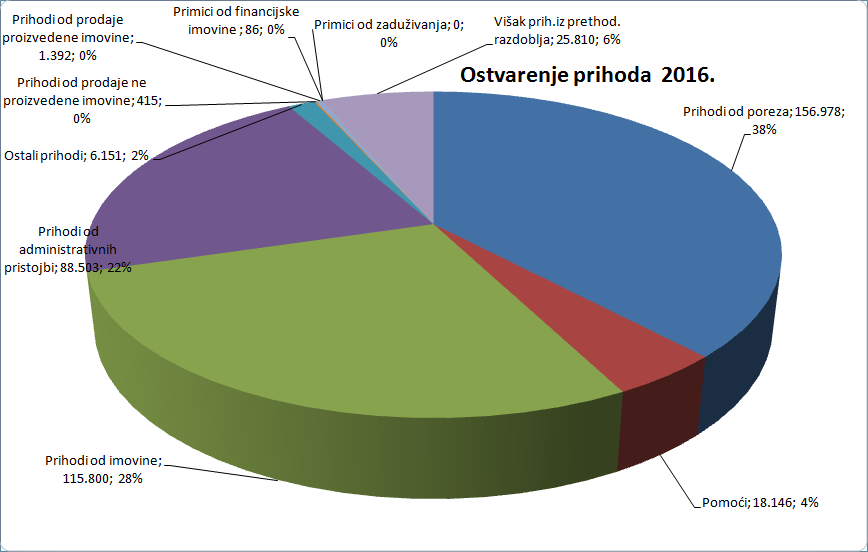 Prihodi od prodaje
proizvedene imovine;
1.392; 0%
Primici od financijske
imovine ; 86; 0%
Primici od zaduživanja; 0;
0%
Višak prih.iz prethod.
razdoblja; 25.810; 6%
Ostvarenje prihoda  2016.
Prihodi od prodaje ne
proizvedene imovine; 415;
0%
Prihodi od poreza; 156.978;
38%
Ostali prihodi; 6.151; 2%
Prihodi od
administrativnih
pristojbi; 88.503; 22%
Prihodi od imovine;
115.800; 28%
Pomoći; 18.146; 4%